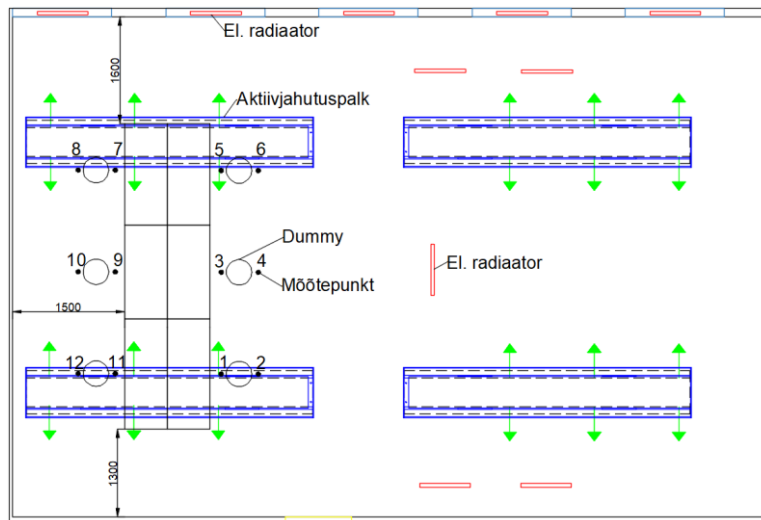 El. radiaator
1600
Aktiivjahutuspalk
8 7 5 6
Dummy
10 9 3 4
El. radiaator
Mõõtepunkt
1500
12 11 1 2
1300